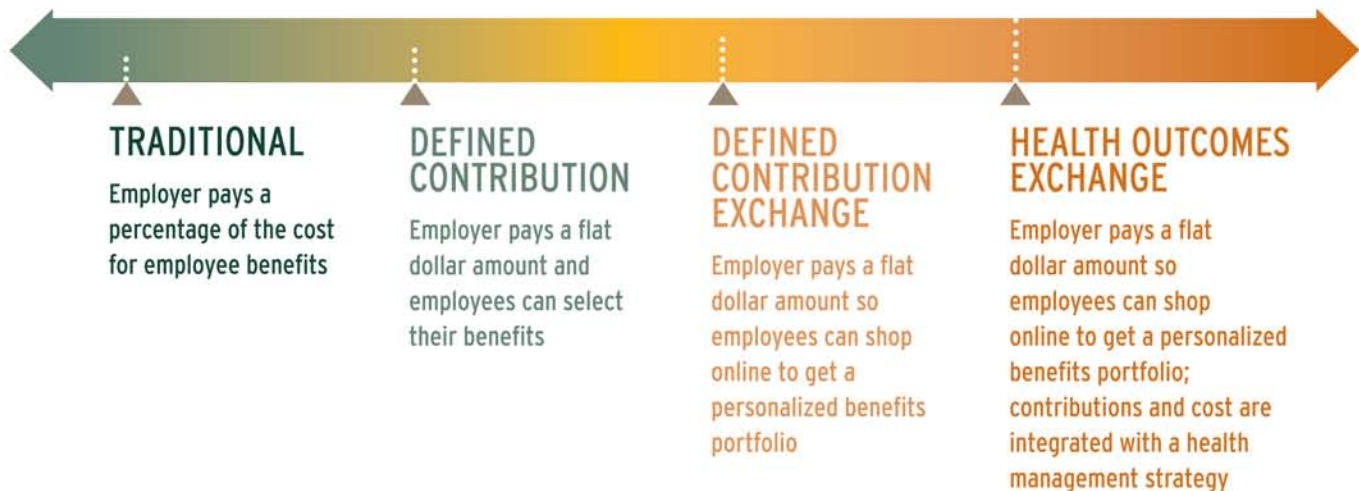 TRADITIONAL
Employer pays a
percentage of the cost
for employee benefits
DEFINED
CONTRIBUTION
Employer pays a flat
dollar amount and
employees can select
their benefits
DEFINED
CONTRIBUTION
EXCHANGE
Employer pays a flat
dollar amount so
employees can shop
online to get a
personalized benefits
portfolio
HEALTH OUTCOMES
EXCHANGE
Employer pays a flat
dollar amount so
employees can shop
online to get a personalized
benefits portfolio;
contributions and cost are
integrated with a health
management strategy